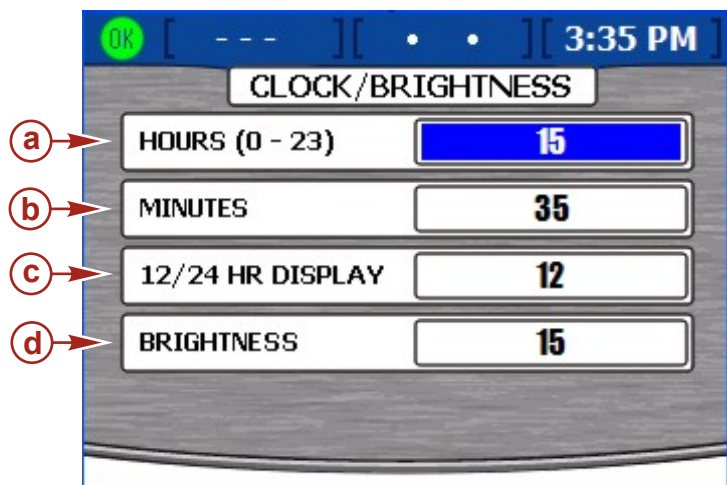 OK [ - - - ][ • • ][ 3:35 PM ]
CLOCK/BRIGHTNESS
a HOURS (0 - 23) 15
b MINUTES 35
c 12/24 HR DISPLAY 12
d BRIGHTNESS 15